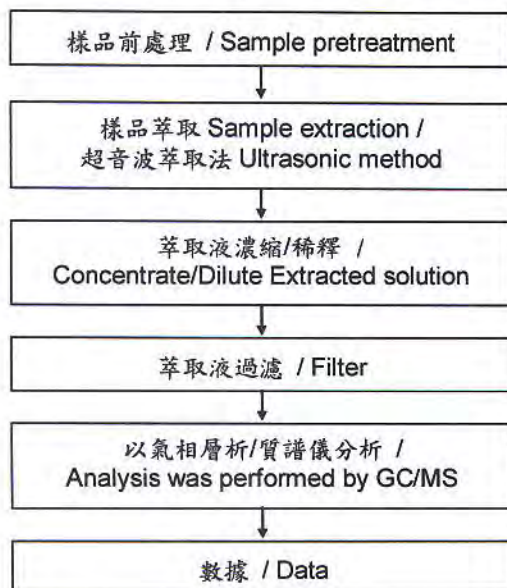 樣品前處理 / Sample pretreatment
樣品萃取 Sample extraction /
超音波萃取法 Ultrasonic method
萃取液濃縮/稀釋 /
Concentrate/Dilute Extracted solution
萃取液過濾 / Filter
以氣相層析/質譜儀分析 /
Analysis was performed by GC/MS
數據 / Data